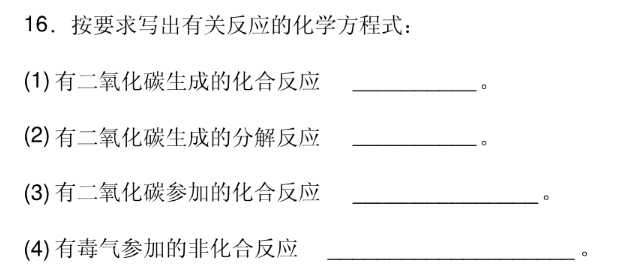 16．按要求写出有关反应的化学方程式：
(1) 有二氧化碳生成的化合反应 ___________。
(2) 有二氧化碳生成的分解反应 ___________。
(3) 有二氧化碳参加的化合反应 ________________。
(4) 有毒气参加的非化合反应 ______________________。